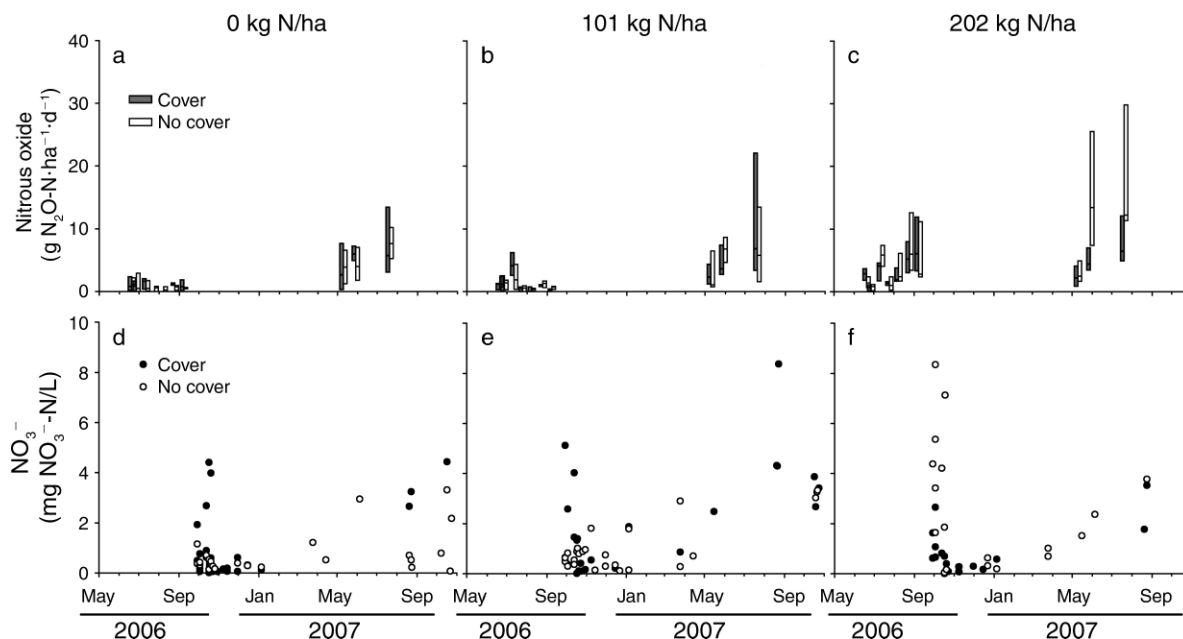 0 kg N/ha 101 kg N/ha 202 kg N/ha
Nitrous oxide
(g N₂O-N·ha⁻¹·d⁻¹)
40
30
20
10
0
a
Cover
No cover
b
c
NO₃⁻
(mg NO₃⁻-N/L)
10
8
6
4
2
0
d
Cover
No cover
e
f
May Sep Jan May Sep May Sep Jan May Sep May Sep Jan May Sep
2006 2007 2006 2007 2006 2007